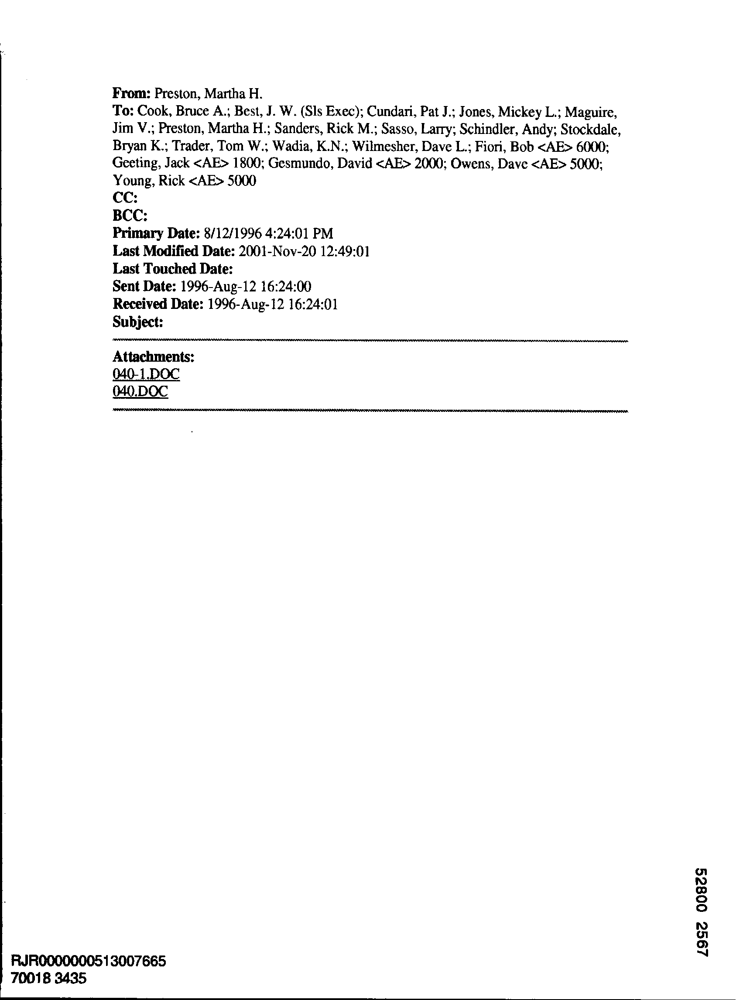 From: Preston, Martha H.
To: Cook, Bruce A.; Best, J. W. (Sls Exec); Cundari, Pat J.; Jones, Mickey L.; Maguire,
Jim V.; Preston, Martha H.; Sanders, Rick M.; Sasso, Larry; Schindler, Andy; Stockdale,
Bryan K.; Trader, Tom W.; Wadia, K.N.; Wilmesher, Dave L.; Fiori, Bob <AE> 6000;
Geeting, Jack <AE> 1800; Gesmundo, David <AE> 2000; Owens, Dave <AE> 5000;
Young, Rick <AE> 5000
CC:
BCC:
Primary Date: 8/12/1996 4:24:01 PM
Last Modified Date: 2001-Nov-20 12:49:01
Last Touched Date:
Sent Date: 1996-Aug-12 16:24:00
Received Date: 1996-Aug-12 16:24:01
Subject:
Attachments:
040-1.DOC
040.DOC
52800 2567
RJR0000000513007665
70018 3435